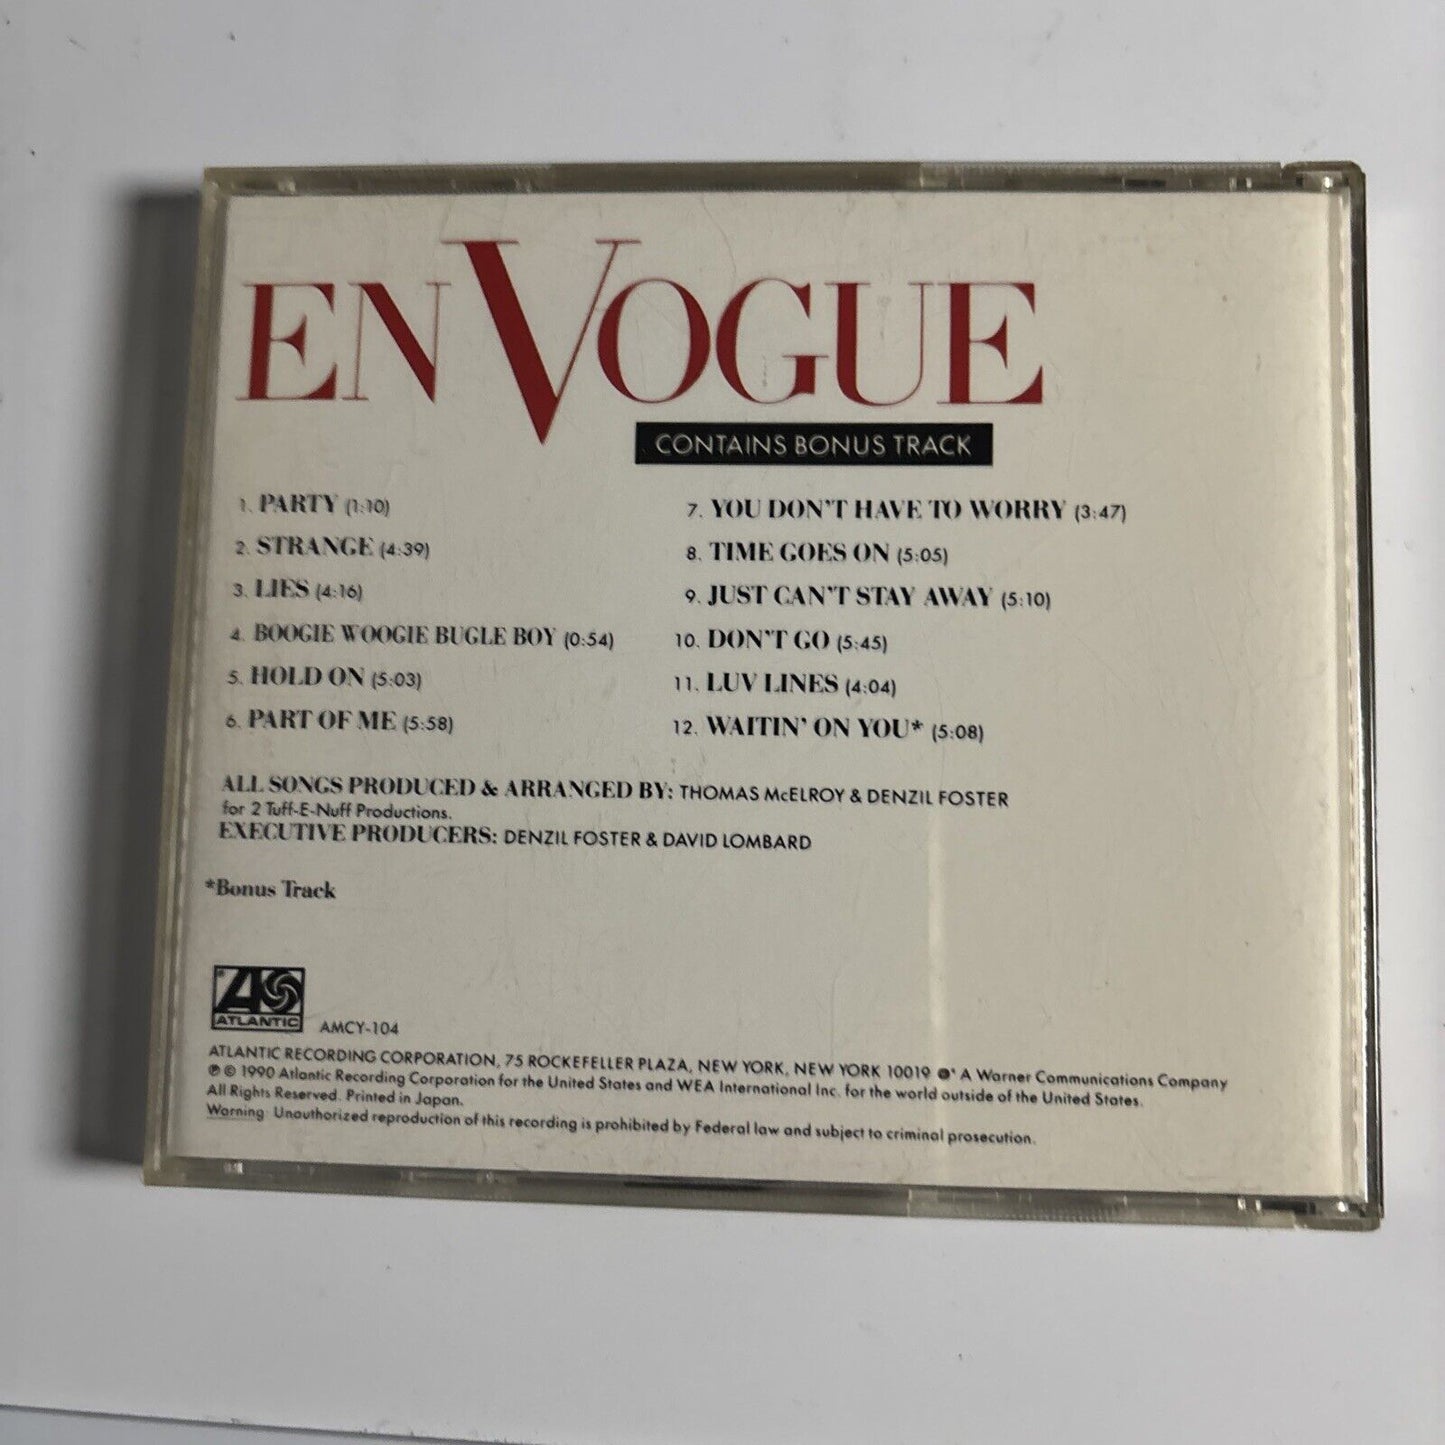 EN VOGUE
CONTAINS BONUS TRACK
1. PARTY (1:10)
2. STRANGE (4:39)
3. LIES (4:16)
4. BOOGIE WOOGIE BUGLE BOY (0:54)
5. HOLD ON (5:03)
6. PART OF ME (5:58)
7. YOU DON'T HAVE TO WORRY (3:47)
8. TIME GOES ON (5:05)
9. JUST CAN'T STAY AWAY (5:10)
10. DON'T GO (5:45)
11. LUV LINES (4:04)
12. WAITIN' ON YOU* (5:08)
ALL SONGS PRODUCED & ARRANGED BY: THOMAS McELROY & DENZIL FOSTER
for 2 Tuff-E-Nuff Productions.
EXECUTIVE PRODUCERS: DENZIL FOSTER & DAVID LOMBARD
*Bonus Track
ATLANTIC
AMCY-104
ATLANTIC RECORDING CORPORATION, 75 ROCKEFELLER PLAZA, NEW YORK, NEW YORK 10019 A Warner Communications Company
℗ © 1990 Atlantic Recording Corporation for the United States and WEA International Inc. for the world outside of the United States.
All Rights Reserved. Printed in Japan.
Warning: Unauthorized reproduction of this recording is prohibited by Federal law and subject to criminal prosecution.